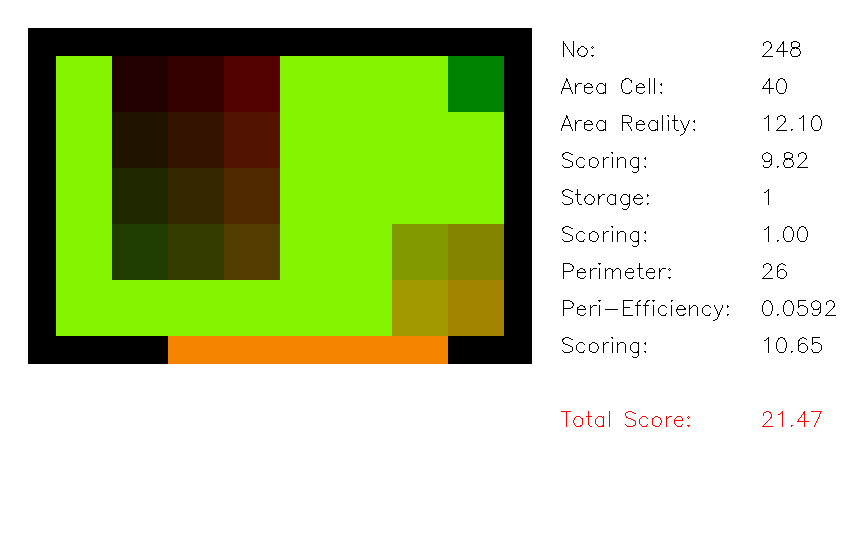 No: 248
Area Cell: 40
Area Reality: 12.10
Scoring: 9.82
Storage: 1
Scoring: 1.00
Perimeter: 26
Peri-Efficiency: 0.0592
Scoring: 10.65
Total Score: 21.47